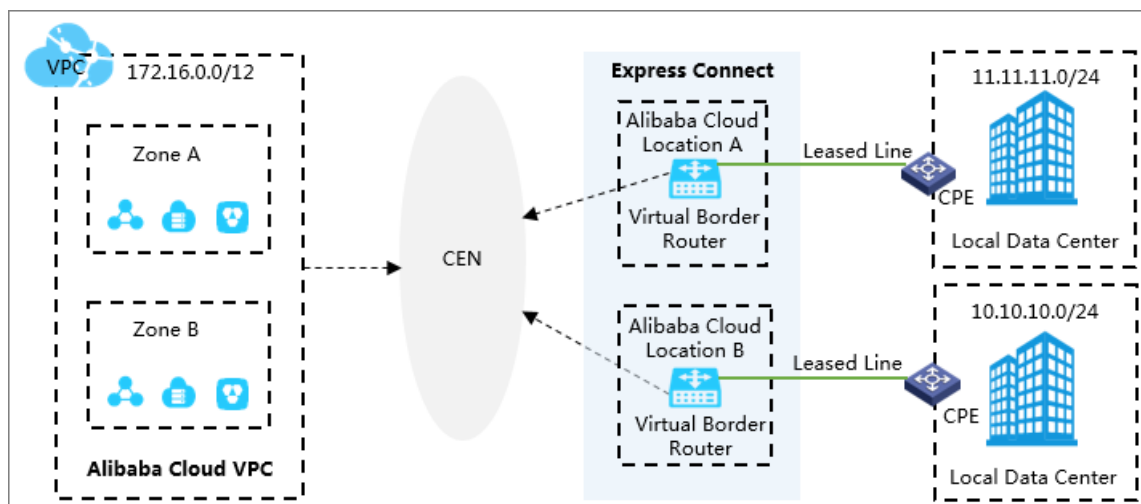 VPC
172.16.0.0/12
Zone A
Zone B
Alibaba Cloud VPC
CEN
Express Connect
Alibaba Cloud
Location A
Virtual Border
Router
Alibaba Cloud
Location B
Virtual Border
Router
Leased Line
Leased Line
11.11.11.0/24
CPE
Local Data Center
10.10.10.0/24
CPE
Local Data Center